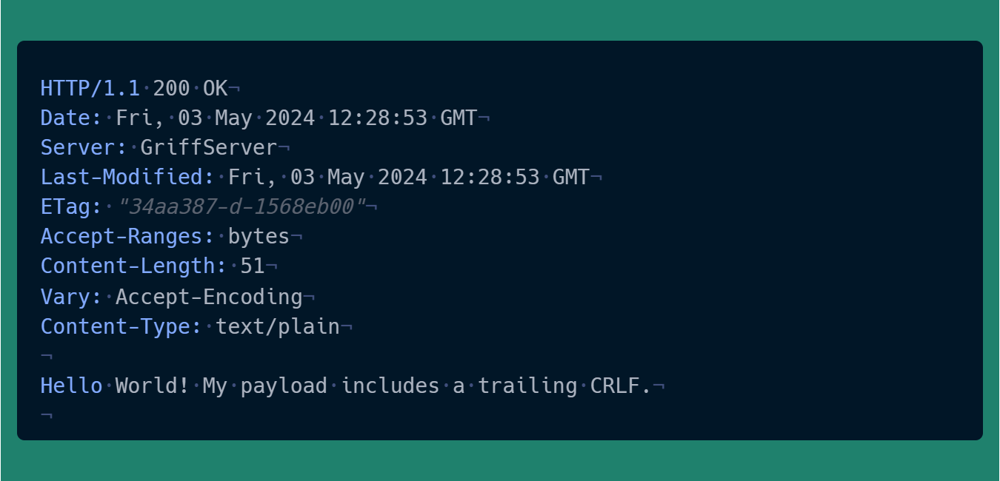 HTTP/1.1·200·OK¬
Date:·Fri,·03·May·2024·12:28:53·GMT¬
Server:·GriffServer¬
Last-Modified:·Fri,·03·May·2024·12:28:53·GMT¬
ETag:·"34aa387-d-1568eb00"¬
Accept-Ranges:·bytes¬
Content-Length:·51¬
Vary:·Accept-Encoding¬
Content-Type:·text/plain¬
¬
Hello·World!·My·payload·includes·a·trailing·CRLF.¬
¬